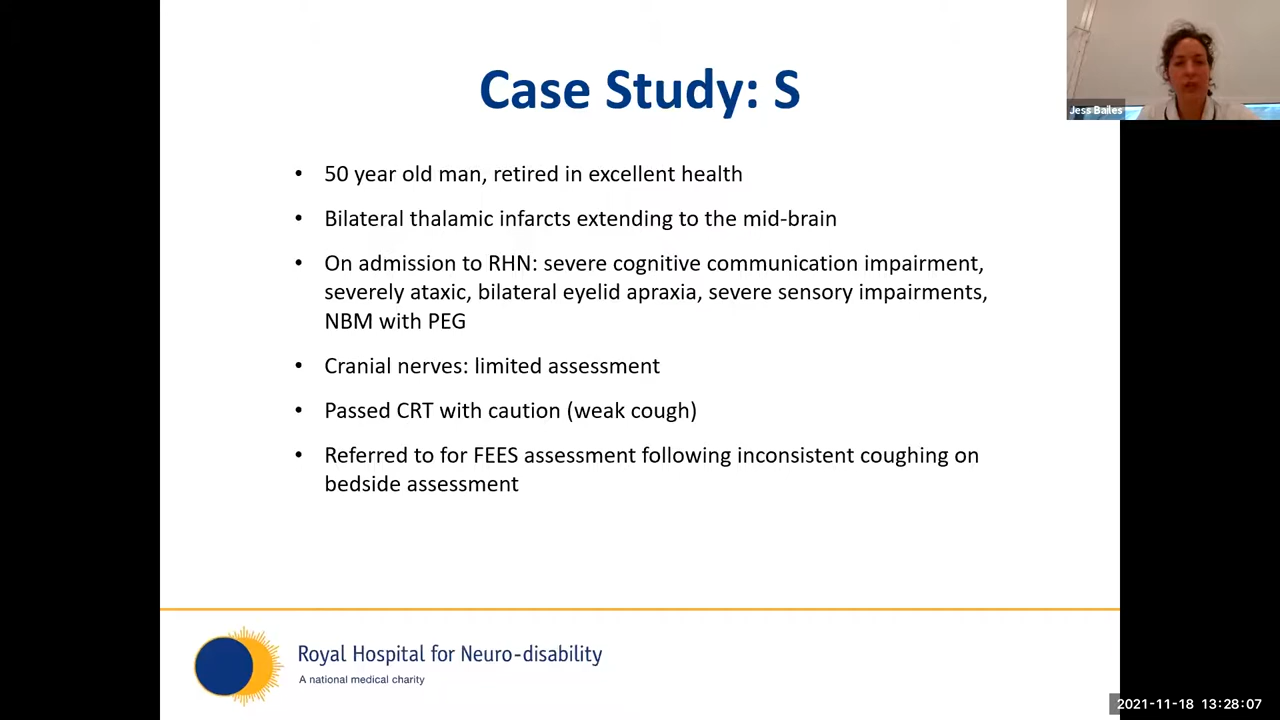 Case Study: S
Jess Bailes
• 50 year old man, retired in excellent health
• Bilateral thalamic infarcts extending to the mid-brain
• On admission to RHN: severe cognitive communication impairment,
severely ataxic, bilateral eyelid apraxia, severe sensory impairments,
NBM with PEG
• Cranial nerves: limited assessment
• Passed CRT with caution (weak cough)
• Referred to for FEES assessment following inconsistent coughing on
bedside assessment
Royal Hospital for Neuro-disability
A national medical charity
2021-11-18 13:28:07